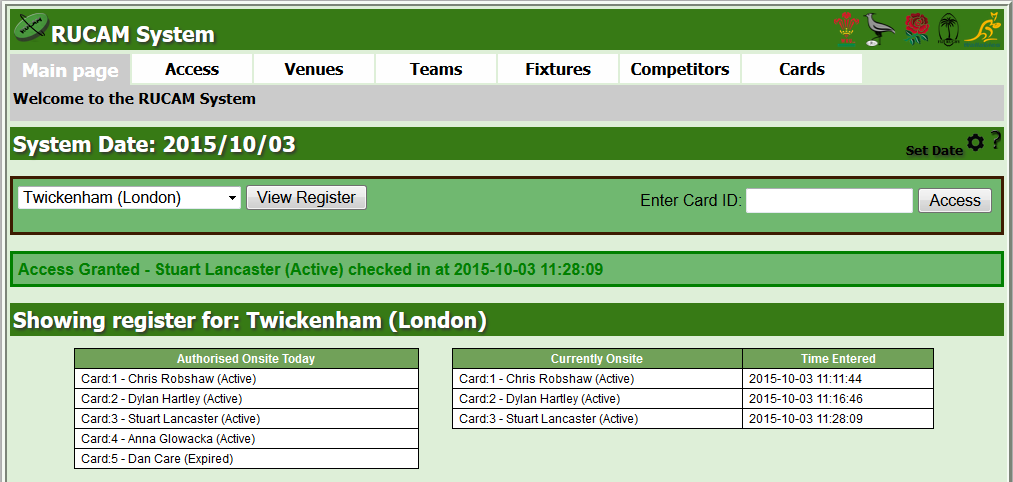 RUCAM System
Main page Access Venues Teams Fixtures Competitors Cards
Welcome to the RUCAM System
System Date: 2015/10/03 Set Date ?
Twickenham (London) View Register Enter Card ID: Access
Access Granted - Stuart Lancaster (Active) checked in at 2015-10-03 11:28:09
Showing register for: Twickenham (London)
Authorised Onsite Today Currently Onsite Time Entered
Card:1 - Chris Robshaw (Active) Card:1 - Chris Robshaw (Active) 2015-10-03 11:11:44
Card:2 - Dylan Hartley (Active) Card:2 - Dylan Hartley (Active) 2015-10-03 11:16:46
Card:3 - Stuart Lancaster (Active) Card:3 - Stuart Lancaster (Active) 2015-10-03 11:28:09
Card:4 - Anna Glowacka (Active)
Card:5 - Dan Care (Expired)